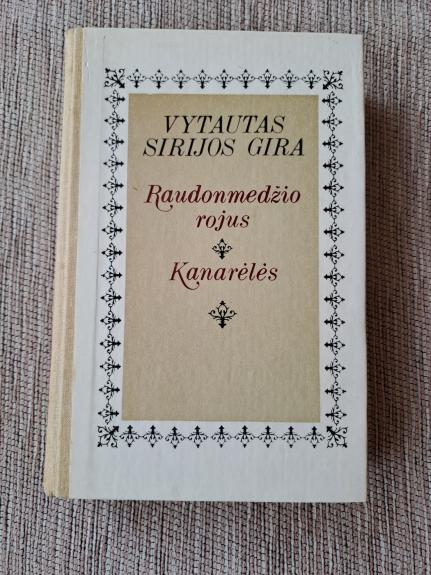 VYTAUTAS
SIRIJOS GIRA
Raudonmedžio
rojus
Kanarėlės